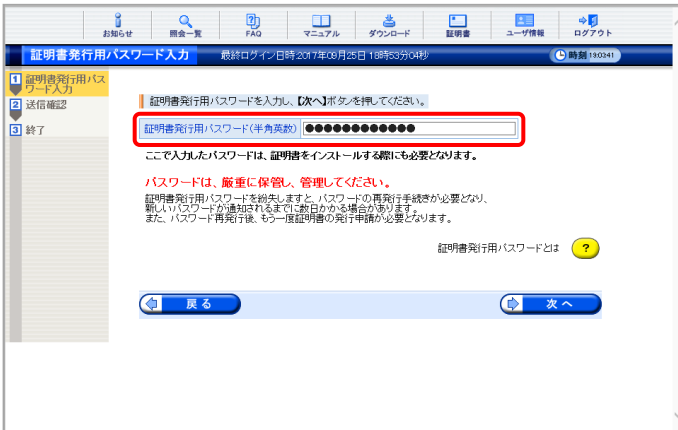 お知らせ 照会一覧 FAQ マニュアル ダウンロード 証明書 ユーザ情報 ログアウト
証明書発行用パスワード入力 最終ログイン日時:2017年09月25日 18時53分04秒 時刻 19:03:41
1 証明書発行用パス
ワード入力
2 送信確認
3 終了
証明書発行用パスワードを入力し、【次へ】ボタンを押してください。
証明書発行用パスワード(半角英数) ●●●●●●●●●●●●
ここで入力したパスワードは、証明書をインストールする際にも必要となります。
パスワードは、厳重に保管し、管理してください。
証明書発行用パスワードを紛失しますと、パスワードの再発行手続きが必要となり、
新しいパスワードが通知されるまでに数日かかる場合があります。
また、パスワード再発行後、もう一度証明書の発行申請が必要となります。
証明書発行用パスワードとは ?
戻る 次へ